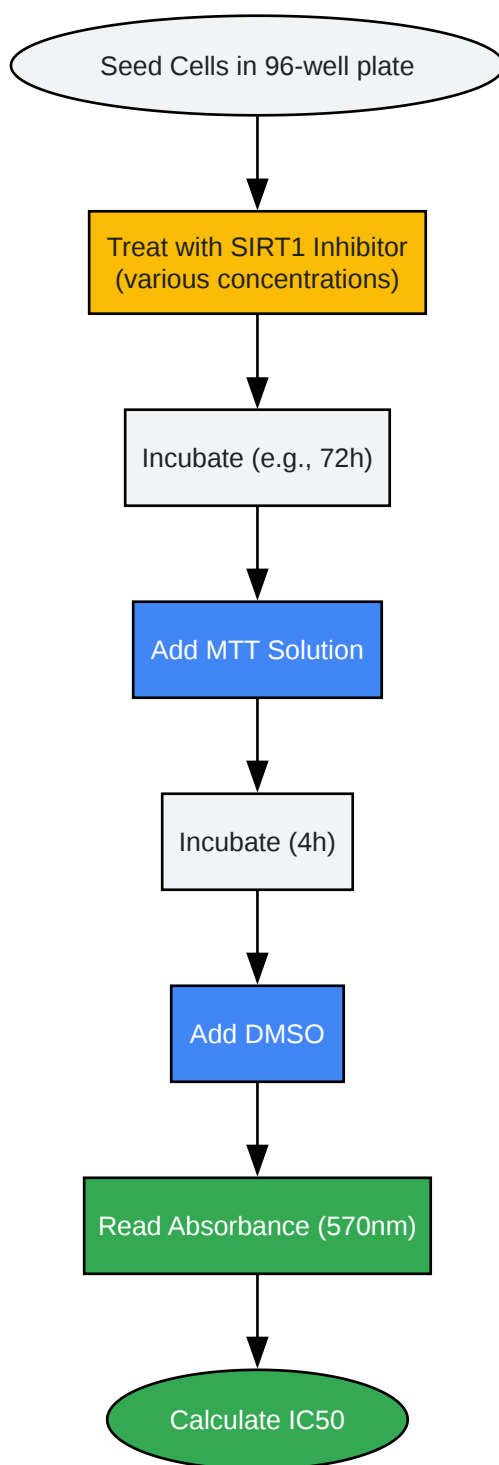 Seed Cells in 96-well plate
Treat with SIRT1 Inhibitor
(various concentrations)
Incubate (e.g., 72h)
Add MTT Solution
Incubate (4h)
Add DMSO
Read Absorbance (570nm)
Calculate IC50